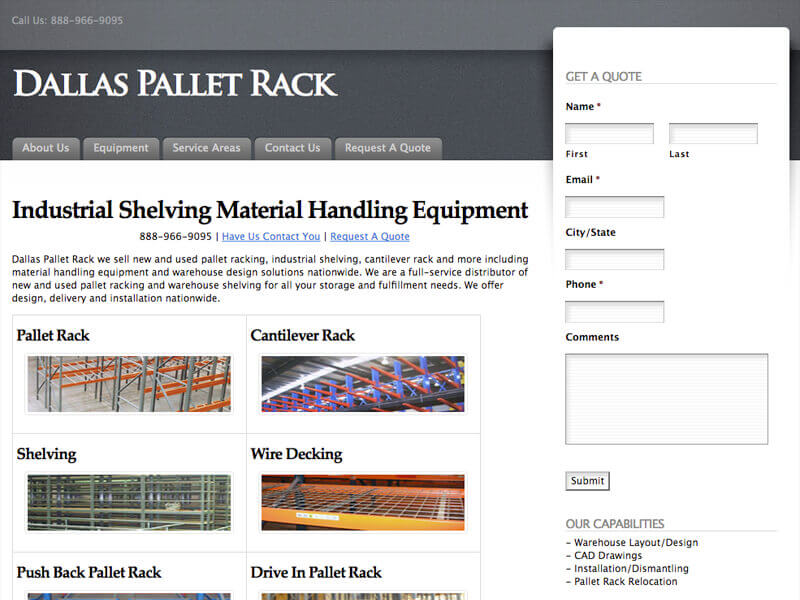 Call Us: 888-966-9095
Dallas Pallet Rack
About Us
Equipment
Service Areas
Contact Us
Request A Quote
Industrial Shelving Material Handling Equipment
888-966-9095 | Have Us Contact You | Request A Quote
Dallas Pallet Rack we sell new and used pallet racking, industrial shelving, cantilever rack and more including
material handling equipment and warehouse design solutions nationwide. We are a full-service distributor of
new and used pallet racking and warehouse shelving for all your storage and fulfillment needs. We offer
design, delivery and installation nationwide.
Pallet Rack
Cantilever Rack
Shelving
Wire Decking
Push Back Pallet Rack
Drive In Pallet Rack
GET A QUOTE
Name *
First
Last
Email *
City/State
Phone *
Comments
Submit
OUR CAPABILITIES
- Warehouse Layout/Design
- CAD Drawings
- Installation/Dismantling
- Pallet Rack Relocation